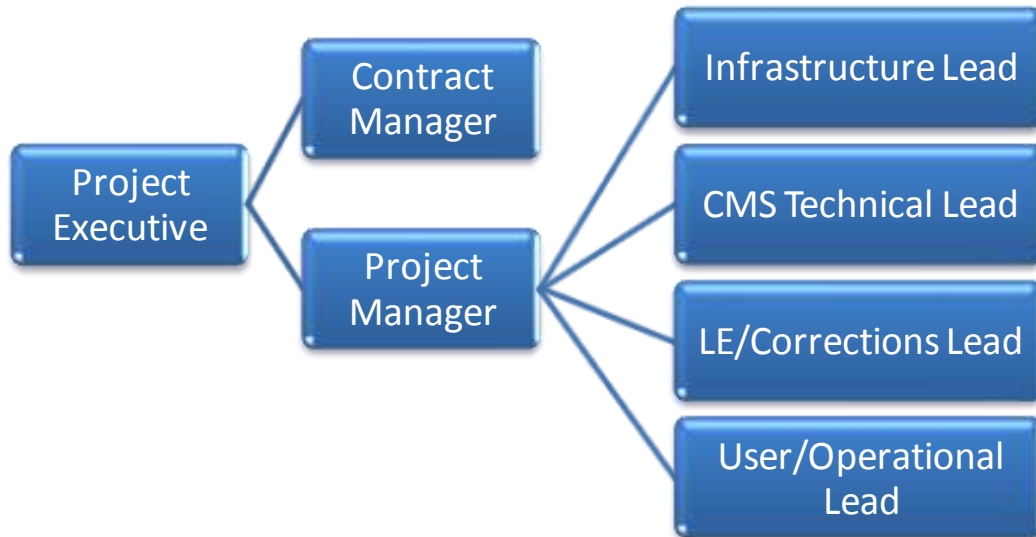 Project
Executive
Contract
Manager
Project
Manager
Infrastructure Lead
CMS Technical Lead
LE/Corrections Lead
User/Operational
Lead